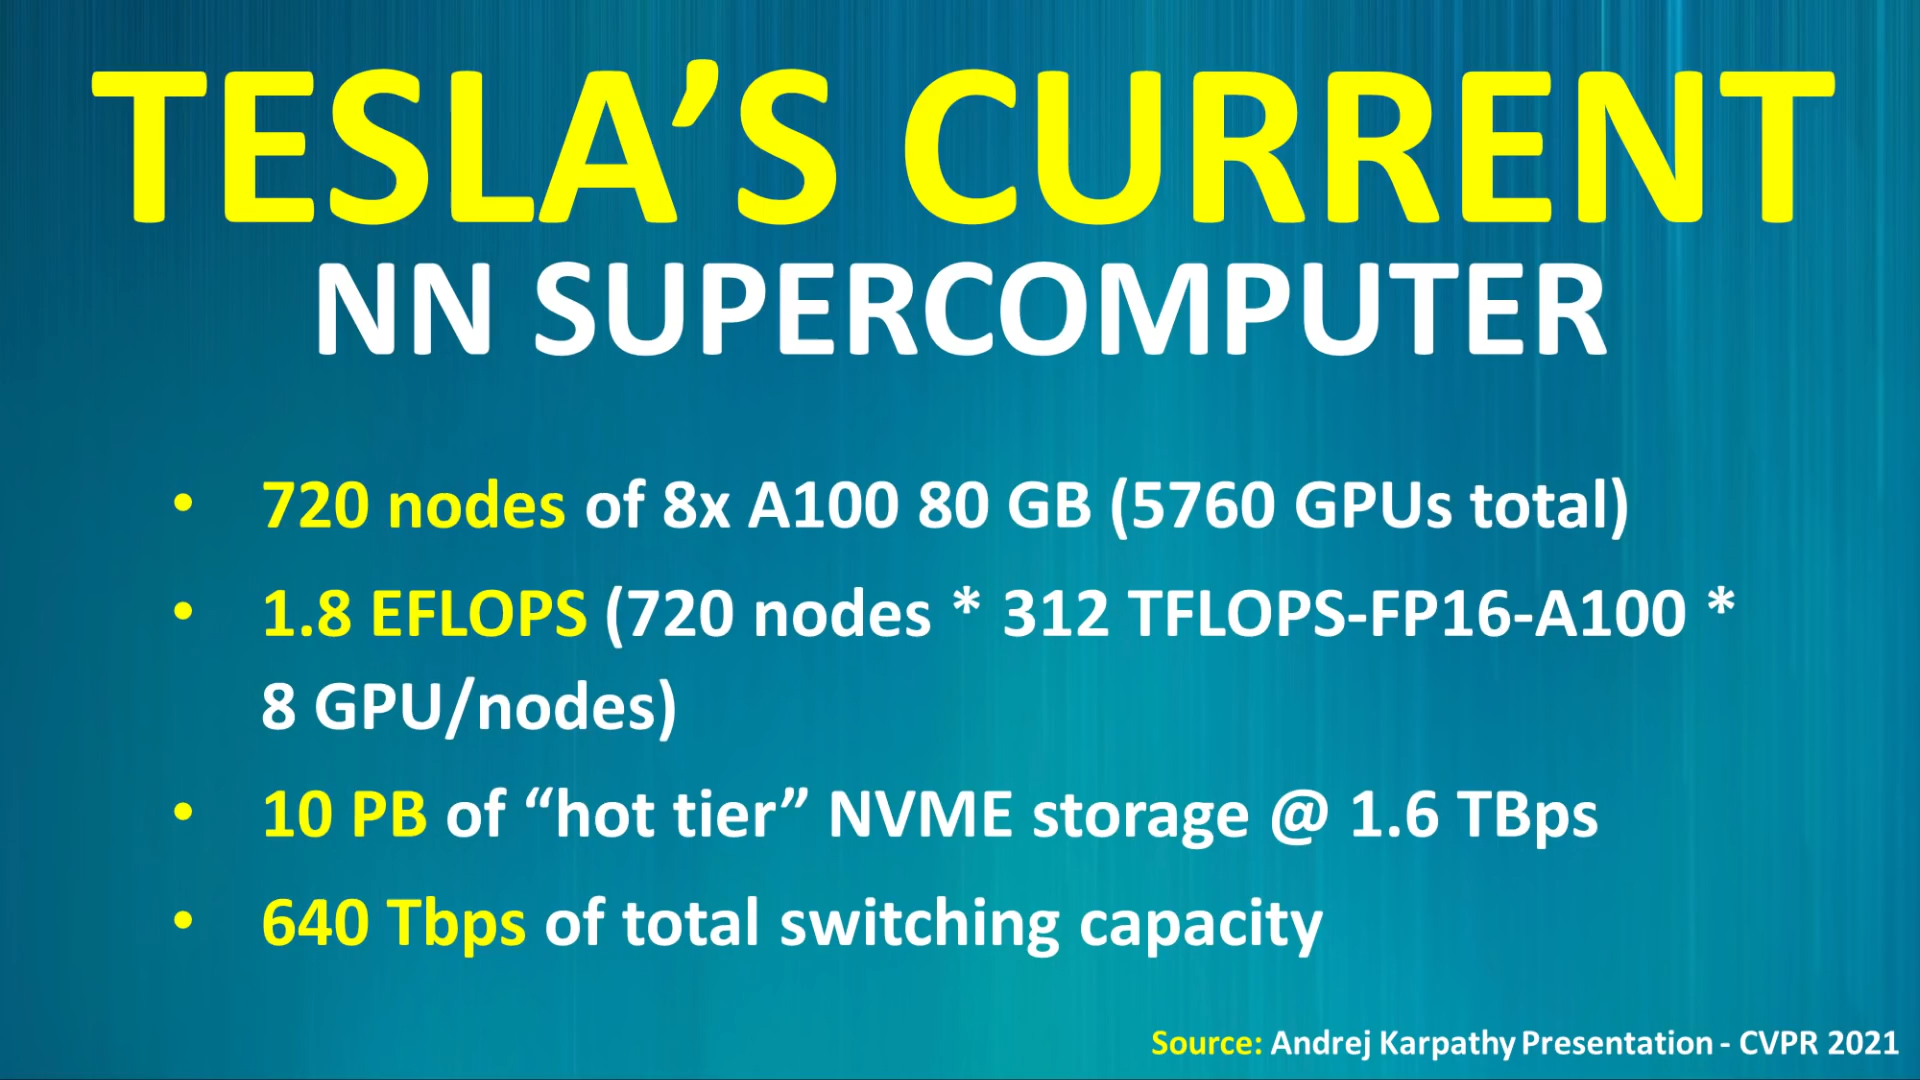 TESLA’S CURRENT
NN SUPERCOMPUTER
• 720 nodes of 8x A100 80 GB (5760 GPUs total)
• 1.8 EFLOPS (720 nodes * 312 TFLOPS-FP16-A100 *
8 GPU/nodes)
• 10 PB of “hot tier” NVME storage @ 1.6 TBps
• 640 Tbps of total switching capacity
Source: Andrej Karpathy Presentation - CVPR 2021